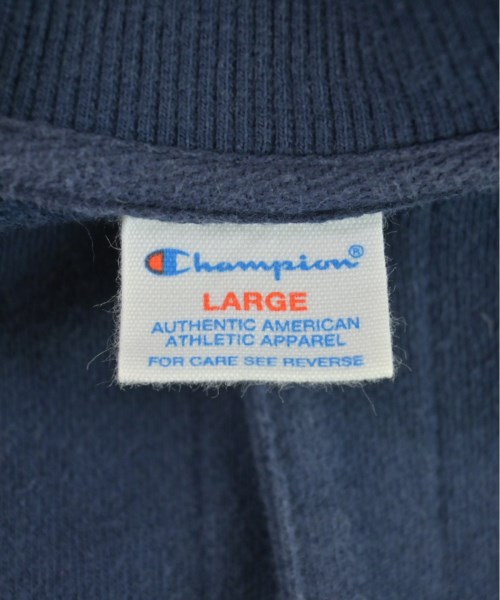 Champion®
LARGE
AUTHENTIC AMERICAN
ATHLETIC APPAREL
FOR CARE SEE REVERSE